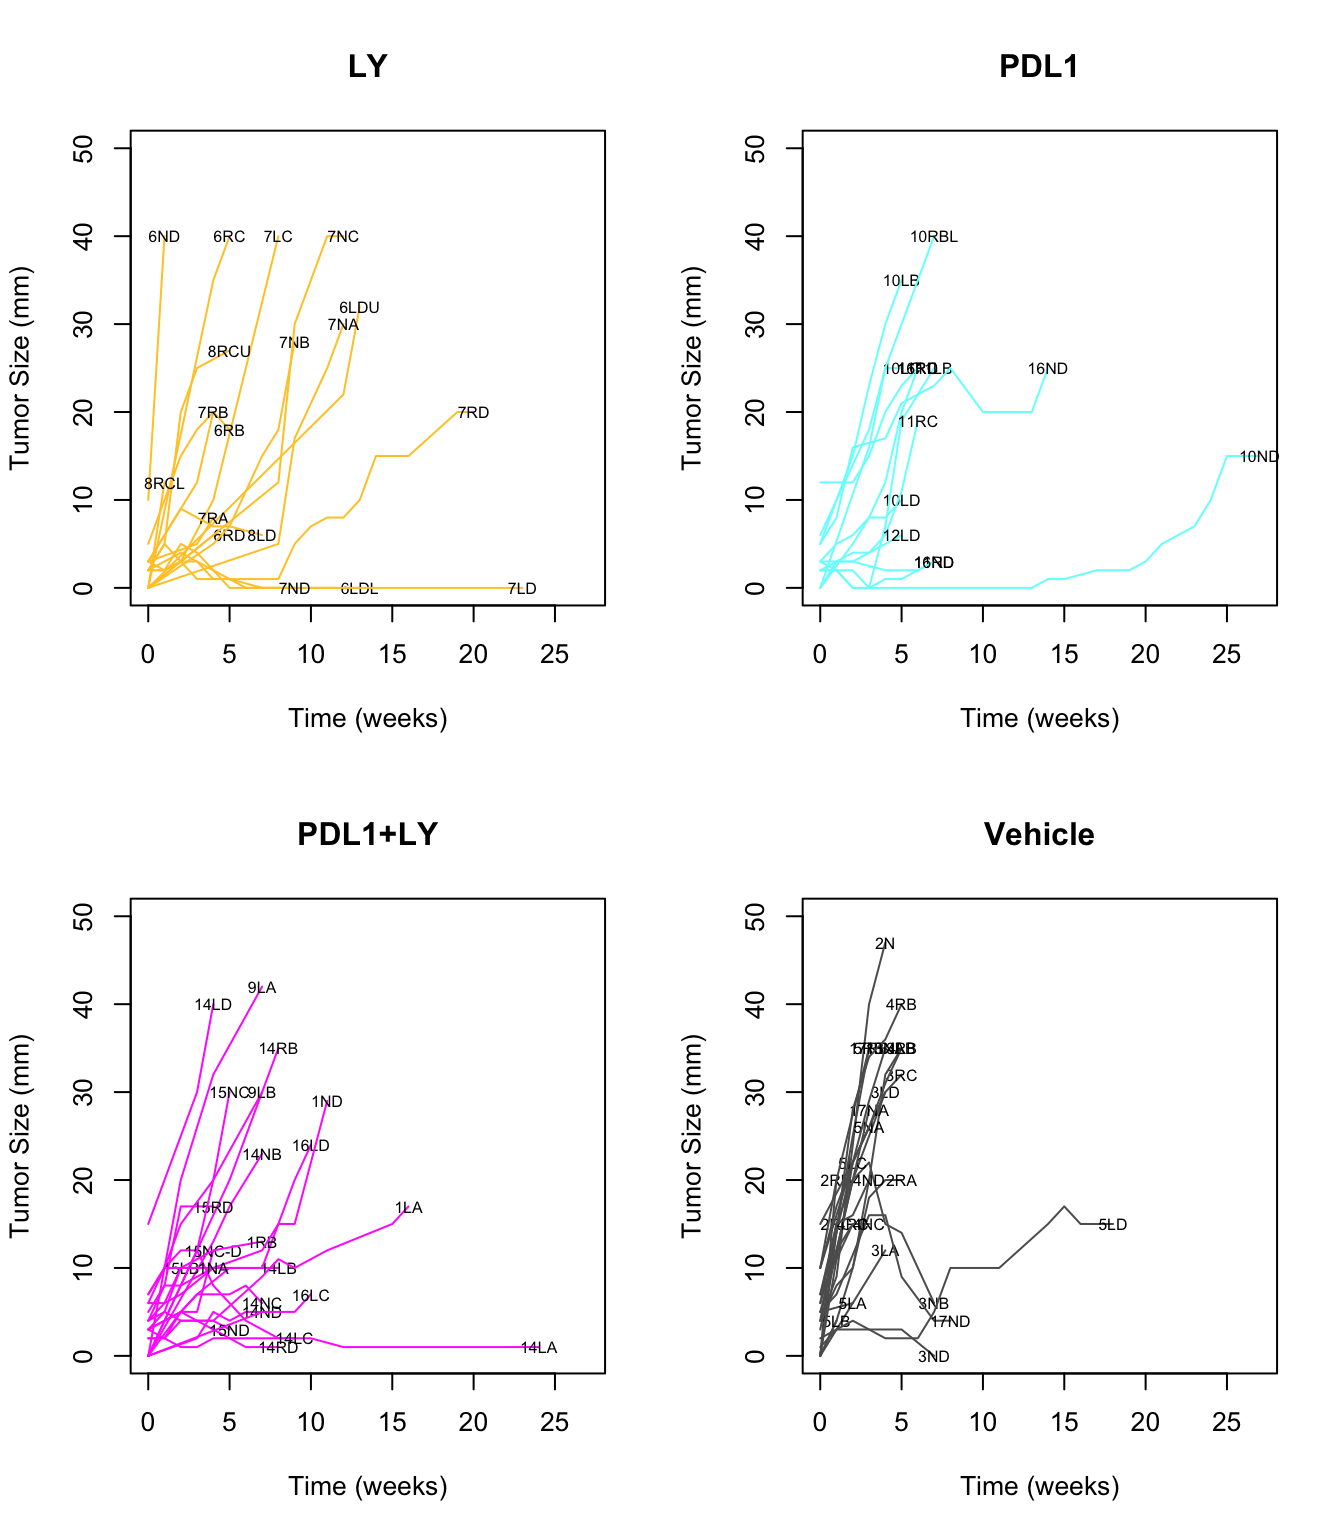 LY
Tumor Size (mm)
50
40
30
20
10
0
6ND
6RC
7LC
7NC
6LDU
7NA
7NB
8RCU
7RB
7RD
6RB
8RCL
7RA
6RD
8LD
7ND
6LDL
7LD
0 5 10 15 20 25
Time (weeks)
PDL1
Tumor Size (mm)
50
40
30
20
10
0
10RBL
10LB
16ND
11RC
10ND
10LD
12LD
0 5 10 15 20 25
Time (weeks)
PDL1+LY
Tumor Size (mm)
50
40
30
20
10
0
9LA
14LD
14RB
15NC
9LB
1ND
16LD
14NB
15RD
1LA
1RB
15NC-D
1NA
14LB
16LC
14NC
14ND
15ND
14LC
14RD
14LA
0 5 10 15 20 25
Time (weeks)
Vehicle
Tumor Size (mm)
50
40
30
20
10
0
2N
4RB
3RC
3LD
17NA
5NA
5LC
4ND
2RA
4NC
5LD
3LA
5LA
3NB
5LB
17ND
3ND
0 5 10 15 20 25
Time (weeks)